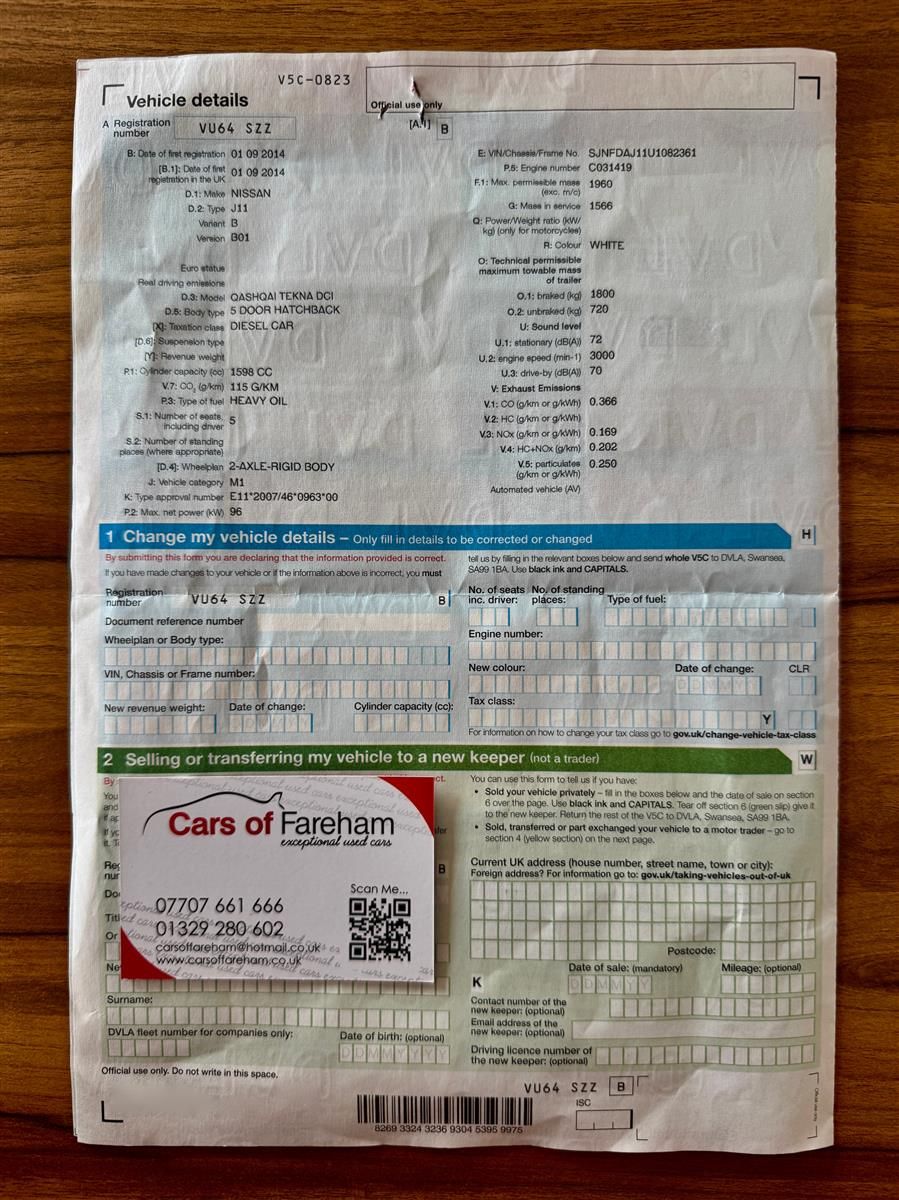 V5C-0823
Vehicle details
Official use only
A Registration number VU64 SZZ
[A.1] B
B: Date of first registration 01 09 2014
[B.1]: Date of first registration in the UK 01 09 2014
D.1: Make NISSAN
D.2: Type J11
Variant B
Version B01
Euro status
Real driving emissions
D.3: Model QASHQAI TEKNA DCI
D.5: Body type 5 DOOR HATCHBACK
[X]: Taxation class DIESEL CAR
[D.6]: Suspension type
[Y]: Revenue weight
P.1: Cylinder capacity (cc) 1598 CC
V.7: CO2 (g/km) 115 G/KM
P.3: Type of fuel HEAVY OIL
S.1: Number of seats, including driver 5
S.2: Number of standing places (where appropriate)
[D.4]: Wheelplan 2-AXLE-RIGID BODY
J: Vehicle category M1
K: Type approval number E11*2007/46*0963*00
P.2: Max. net power (kW) 96
E: VIN/Chassis/Frame No. SJNFDAJ11U1082361
P.5: Engine number C031419
F.1: Max. permissible mass (exc. m/c) 1960
G: Mass in service 1566
Q: Power/Weight ratio (kW/kg) (only for motorcycles)
R: Colour WHITE
O: Technical permissible maximum towable mass of trailer
O.1: braked (kg) 1800
O.2: unbraked (kg) 720
U: Sound level
U.1: stationary (dB(A)) 72
U.2: engine speed (min-1) 3000
U.3: drive-by (dB(A)) 70
V: Exhaust Emissions
V.1: CO (g/km or g/kWh) 0.366
V.2: HC (g/km or g/kWh)
V.3: NOx (g/km or g/kWh) 0.169
V.4: HC+NOx (g/km) 0.202
V.5: particulates (g/km or g/kWh) 0.250
Automated vehicle (AV)
1 Change my vehicle details – Only fill in details to be corrected or changed H
By submitting this form you are declaring that the information provided is correct.
If you have made changes to your vehicle or if the information above is incorrect, you must
tell us by filling in the relevant boxes below and send whole V5C to DVLA, Swansea,
SA99 1BA. Use black ink and CAPITALS.
Registration number VU64 SZZ B
Document reference number
Wheelplan or Body type:
VIN, Chassis or Frame number:
New revenue weight: Date of change: Cylinder capacity (cc):
No. of seats inc. driver: No. of standing places: Type of fuel:
Engine number:
New colour: Date of change: CLR
DDMMYY
Tax class:
Y
For information on how to change your tax class go to gov.uk/change-vehicle-tax-class
2 Selling or transferring my vehicle to a new keeper (not a trader) W
By
ct.
You
and
Cars of Fareham
exceptional used cars
Scan Me...
07707 661 666
01329 280 602
carsoffareham@hotmail.co.uk
www.carsoffareham.co.uk
B
Surname:
DVLA fleet number for companies only: Date of birth: (optional)
DDMMYYYY
You can use this form to tell us if you have:
• Sold your vehicle privately – fill in the boxes below and the date of sale on section
6 over the page. Use black ink and CAPITALS. Tear off section 6 (green slip) give it
to the new keeper. Return the rest of the V5C to DVLA, Swansea, SA99 1BA.
• Sold, transferred or part exchanged your vehicle to a motor trader – go to
section 4 (yellow section) on the next page.
Current UK address (house number, street name, town or city):
Foreign address? For information go to: gov.uk/taking-vehicles-out-of-uk
Postcode:
K Date of sale: (mandatory) Mileage: (optional)
DDMMYY
Contact number of the new keeper: (optional)
Email address of the new keeper: (optional)
Driving licence number of the new keeper: (optional)
Official use only. Do not write in this space.
VU64 SZZ B
ISC
8269 3324 3236 9304 5395 9975